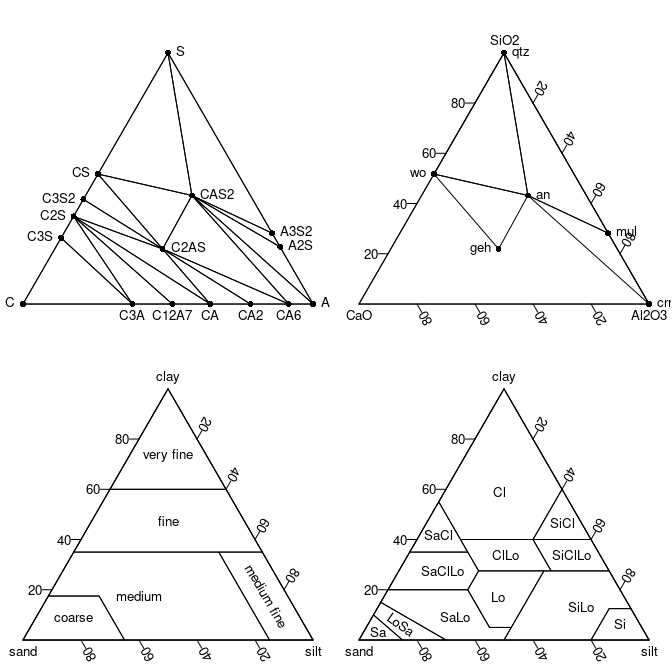 S
CS
C3S2
C2S
C3S
CAS2
C2AS
A3S2
A2S
C
A
C3A C12A7 CA CA2 CA6
SiO2
qtz
80
60
40
20
20
40
60
80
wo
an
geh
mul
crn
CaO
Al2O3
80 60 40 20
clay
80
60
40
20
20
40
60
80
very fine
fine
medium
medium fine
coarse
sand
silt
80 60 40 20
clay
80
60
40
20
20
40
60
80
Cl
SiCl
SaCl
ClLo
SiClLo
SaClLo
Lo
SiLo
SaLo
LoSa
Sa
Si
sand
silt
80 60 40 20